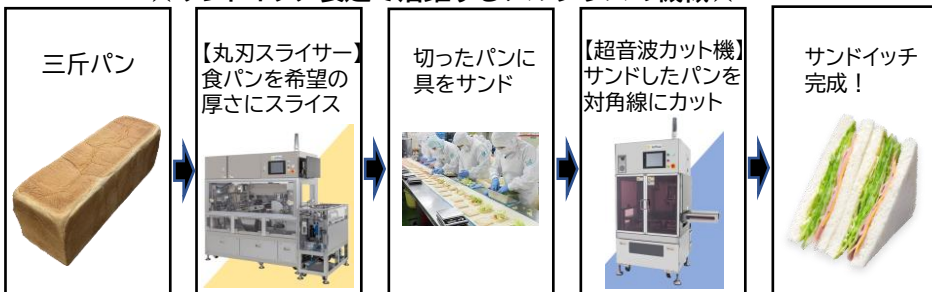 三斤パン
【丸刃スライサー】
食パンを希望の
厚さにスライス
切ったパンに
具をサンド
【超音波カット機】
サンドしたパンを
対角線にカット
サンドイッチ
完成！